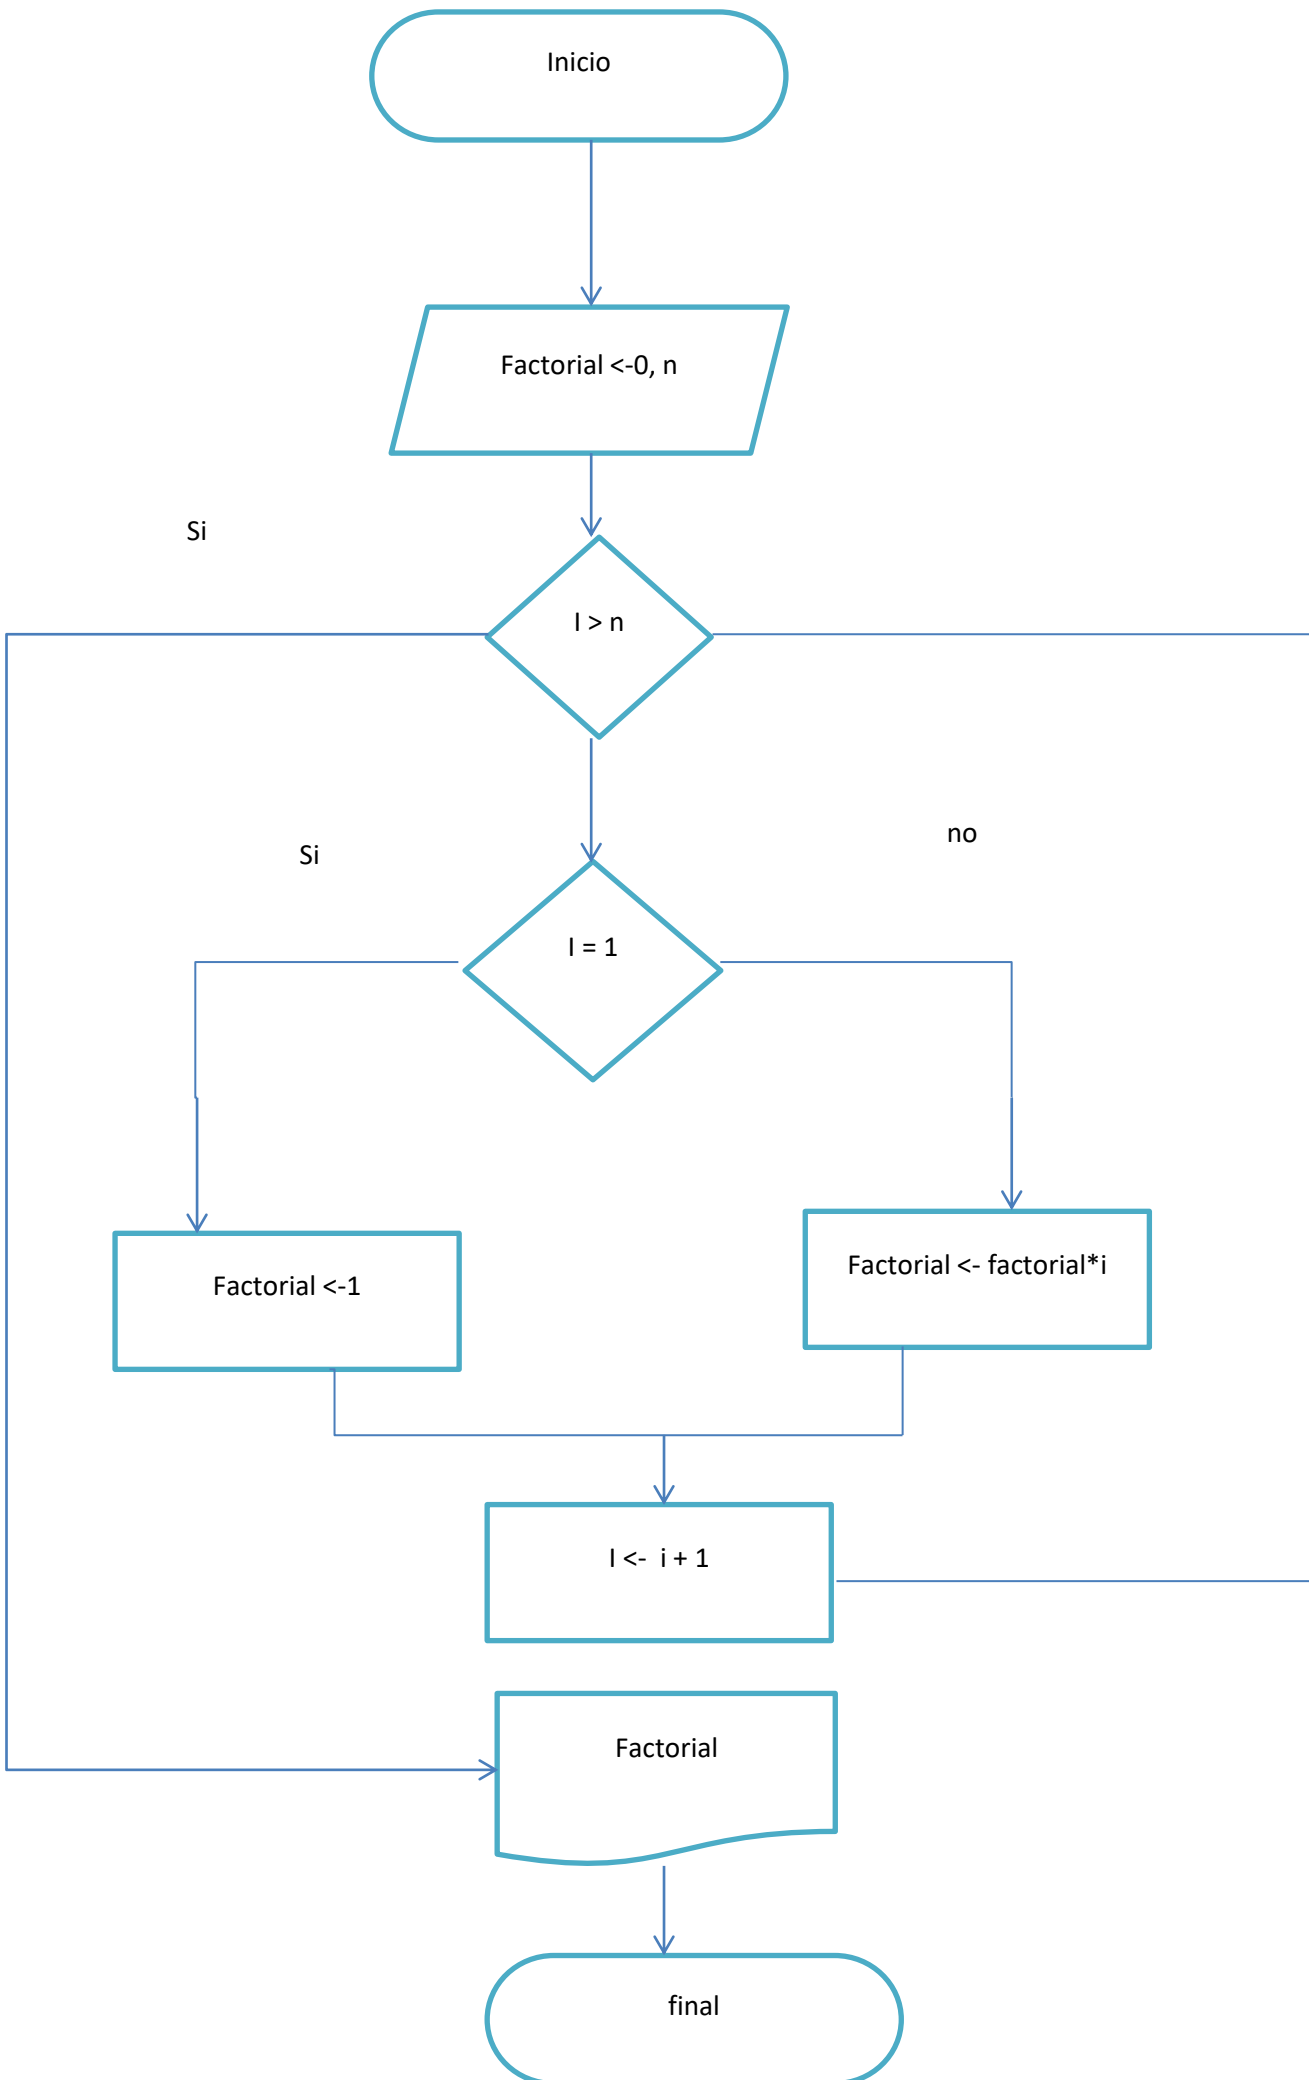 Inicio
Factorial <-0, n
Si
I > n
no
Si
I = 1
Factorial <- factorial*i
Factorial <-1
I <-  i + 1
Factorial
final